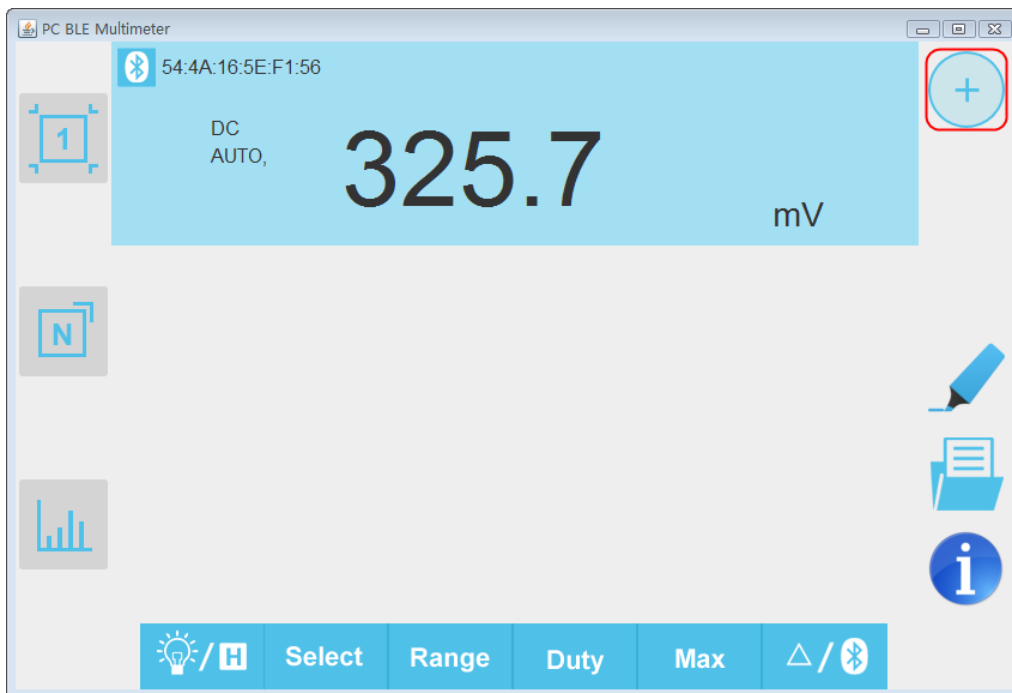 PC BLE Multimeter
54:4A:16:5E:F1:56
DC
AUTO,
325.7
mV
1
N
/ H
Select
Range
Duty
Max
△ /
+
i